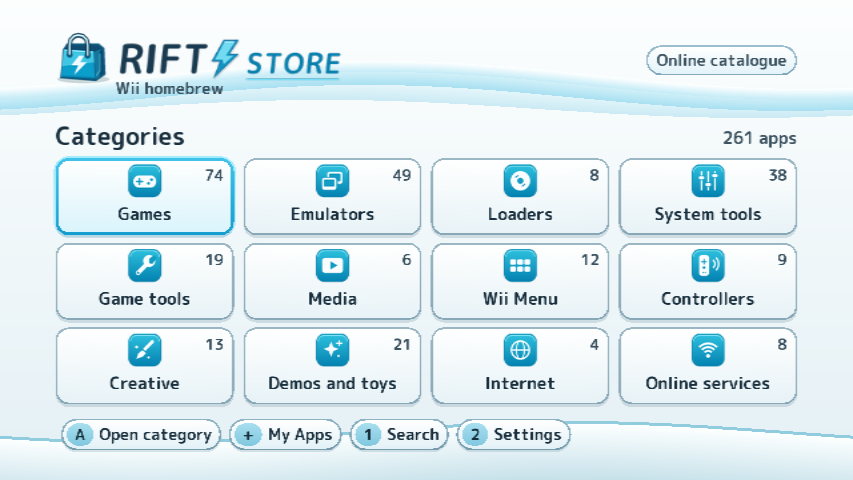 RIFT STORE
Wii homebrew
Online catalogue
Categories
261 apps
74
Games
49
Emulators
8
Loaders
38
System tools
19
Game tools
6
Media
12
Wii Menu
9
Controllers
13
Creative
21
Demos and toys
4
Internet
8
Online services
A Open category
+ My Apps
1 Search
2 Settings